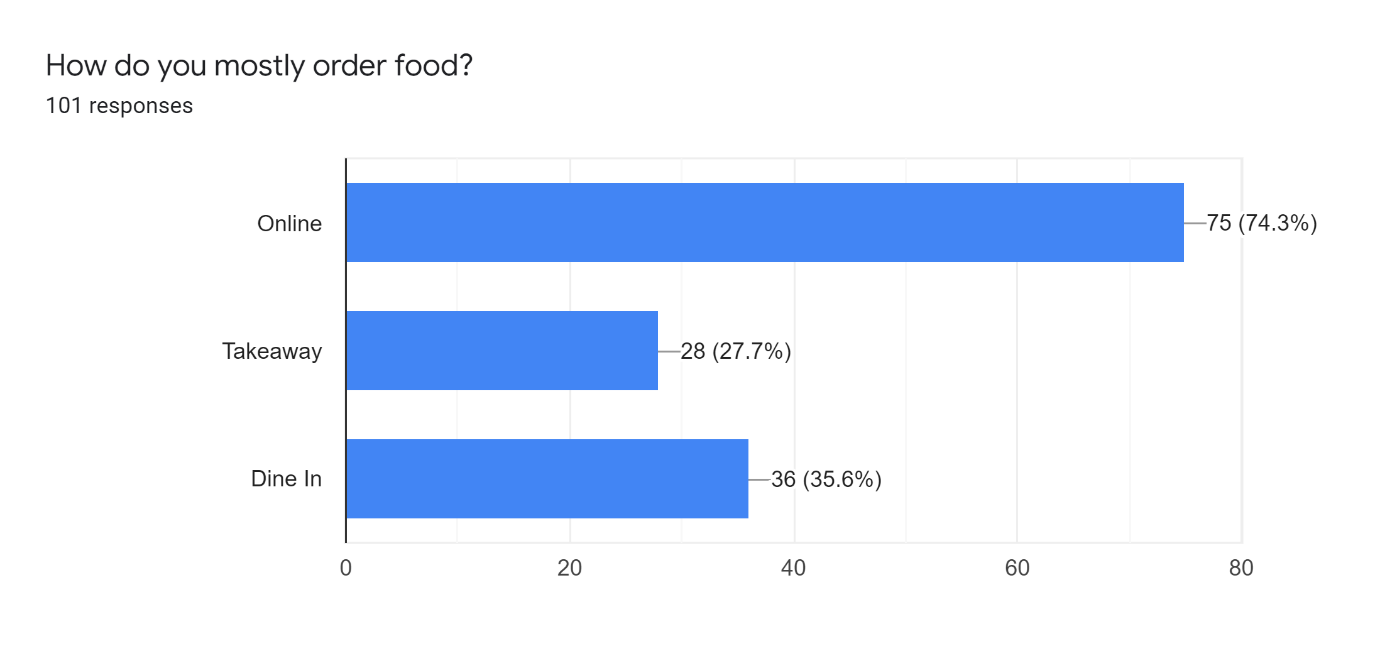 How do you mostly order food?
101 responses
Online
75 (74.3%)
Takeaway
28 (27.7%)
Dine In
36 (35.6%)
0 20 40 60 80